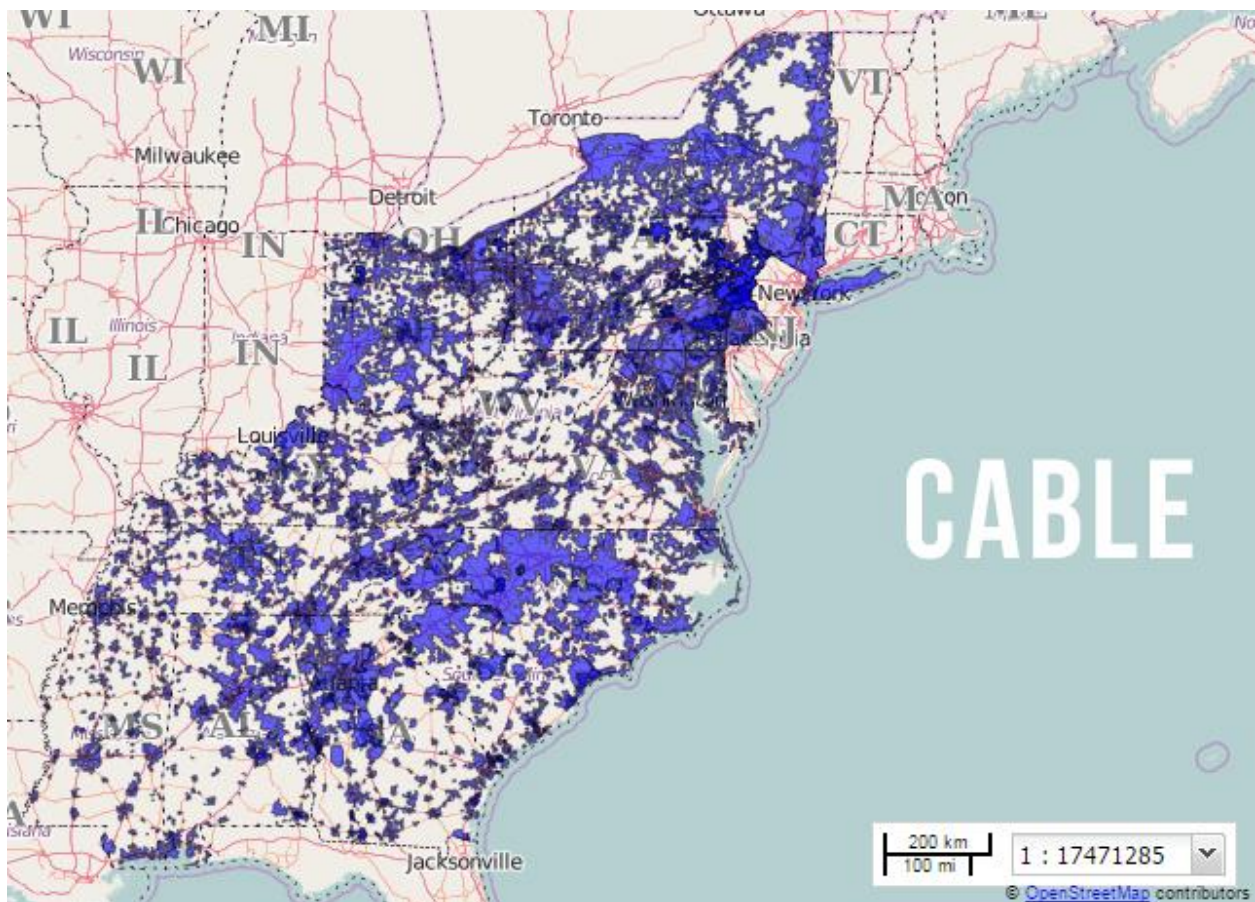 WI
MI
Ottawa
ME
Wisconsin
WI
VT
Toronto
Milwaukee
Detroit
MA
IL
Chicago
IN
OH
CT
New York
IL
Illinois
Indiana
NJ
IN
IL
WV
Louisville
VA
CABLE
Memphis
MS
AL
200 km
100 mi
1 : 17471285
Jacksonville
© OpenStreetMap contributors